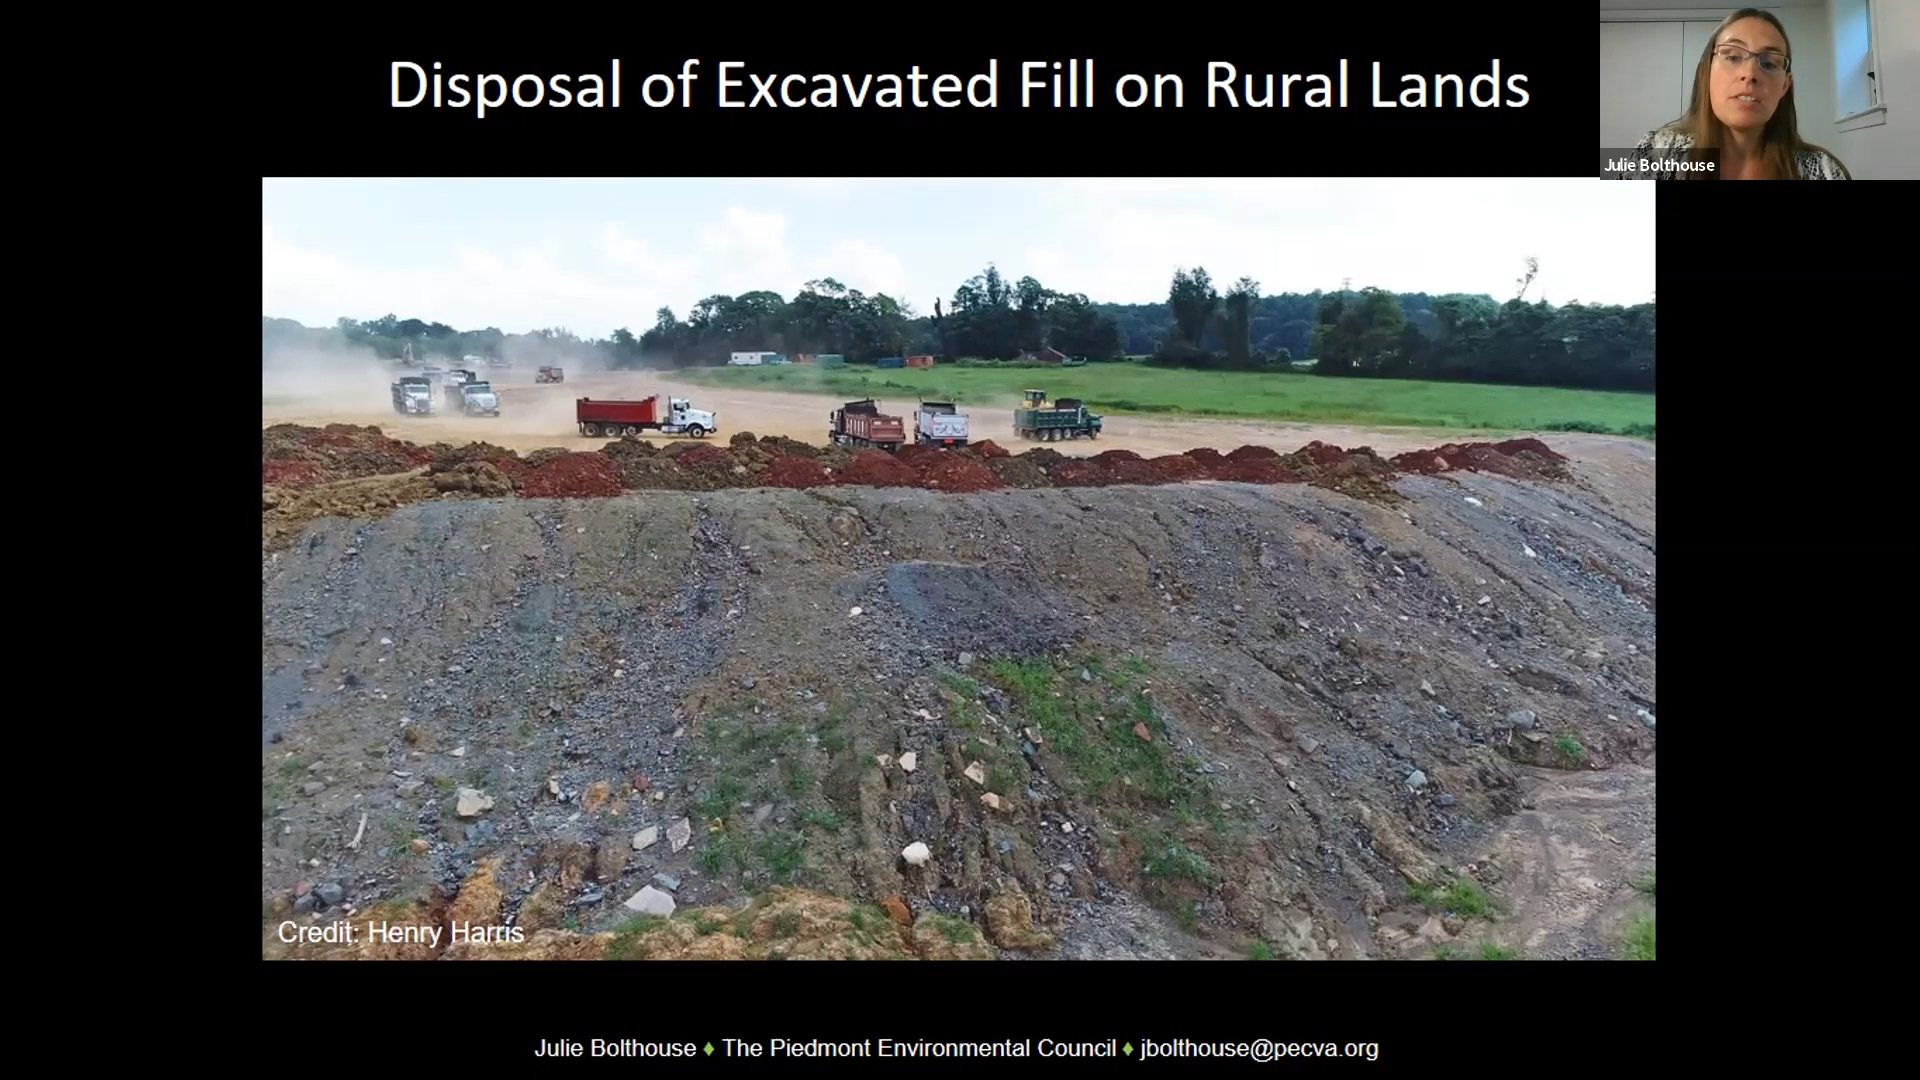 Disposal of Excavated Fill on Rural Lands
Julie Bolthouse
Credit: Henry Harris
Julie Bolthouse ♦ The Piedmont Environmental Council ♦ jbolthouse@pecva.org